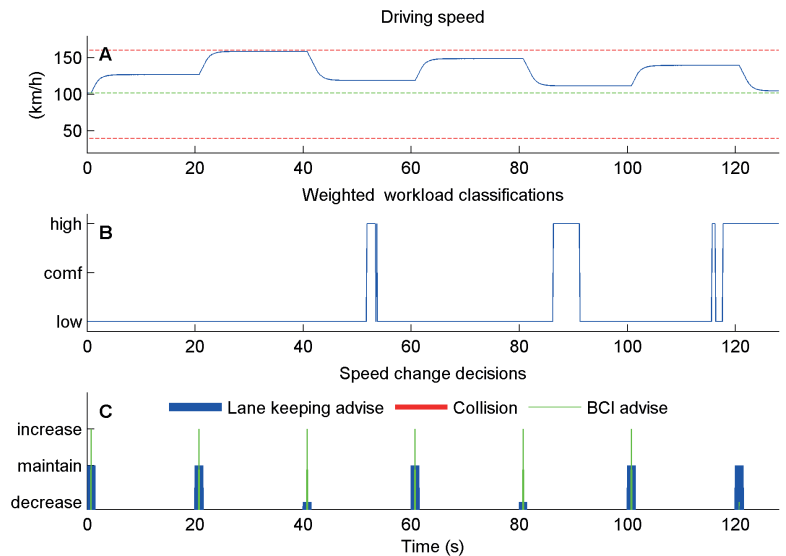 Driving speed
A
(km/h)
150
100
50
0 20 40 60 80 100 120
Weighted workload classifications
B
high
comf
low
0 20 40 60 80 100 120
Speed change decisions
C
Lane keeping advise Collision BCI advise
increase
maintain
decrease
0 20 40 60 80 100 120
Time (s)